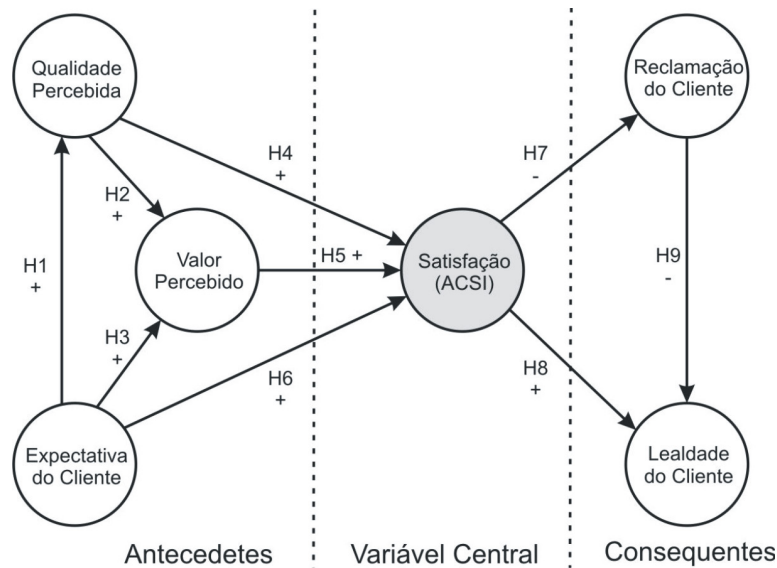 Qualidade
Percebida
Reclamação
do Cliente
H4
+
H7
-
H2
+
H1
+
Valor
Percebido
H5 +
Satisfação
(ACSI)
H9
-
H3
+
H6
+
H8
+
Expectativa
do Cliente
Lealdade
do Cliente
Antecedetes
Variável Central
Consequentes